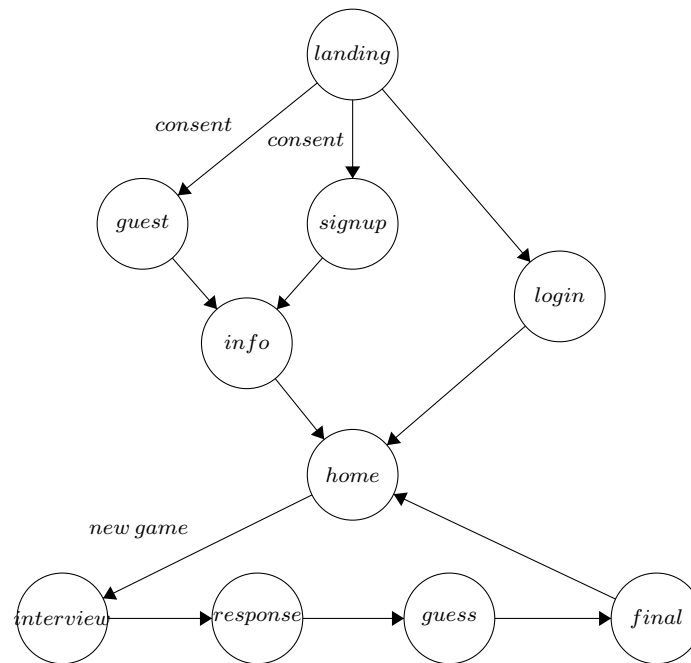 landing
consent
consent
guest
signup
login
info
home
new game
interview
response
guess
final